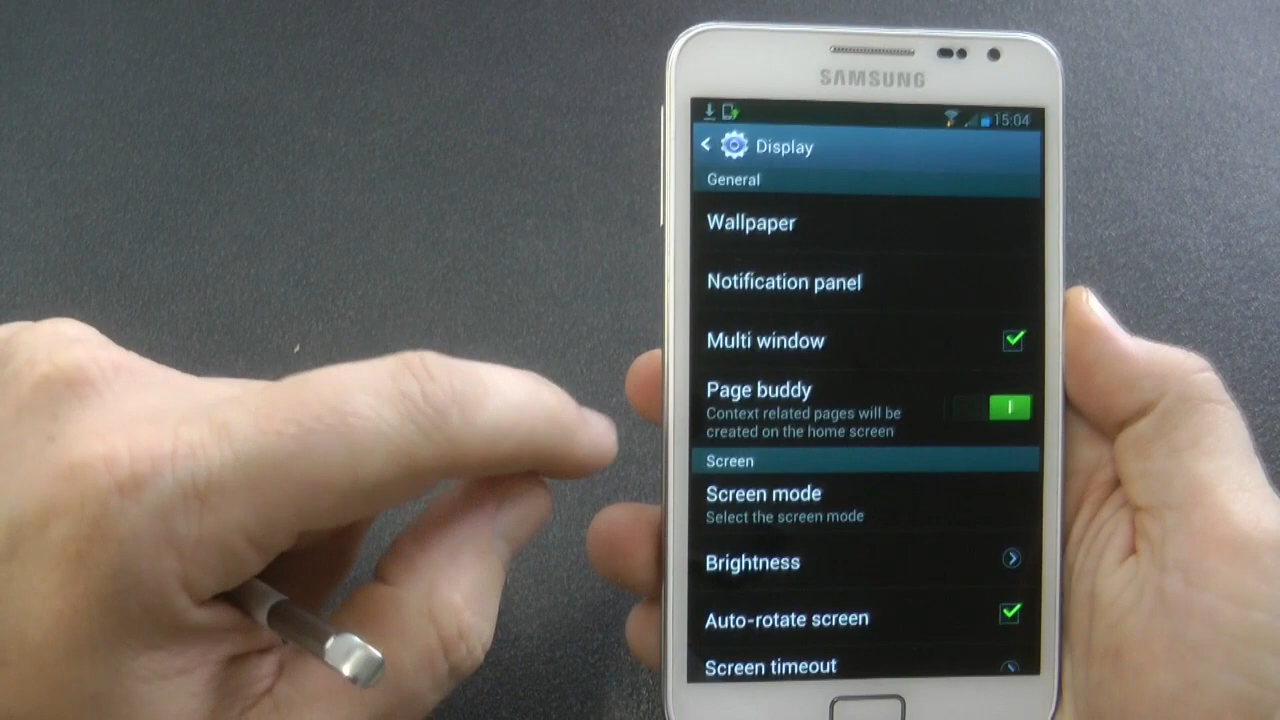 SAMSUNG
15:04
Display
General
Wallpaper
Notification panel
Multi window
Page buddy
Context related pages will be
created on the home screen
Screen
Screen mode
Select the screen mode
Brightness
Auto-rotate screen
Screen timeout